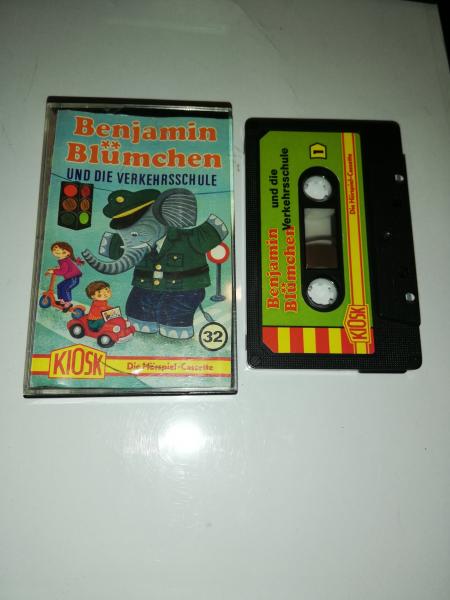 Benjamin
Blümchen
UND DIE VERKEHRSSCHULE
32
KIOSK
Die Hörspiel-Cassette
Benjamin
Blümchen
und die
Verkehrsschule
1
KIOSK
Die Hörspiel-Cassette